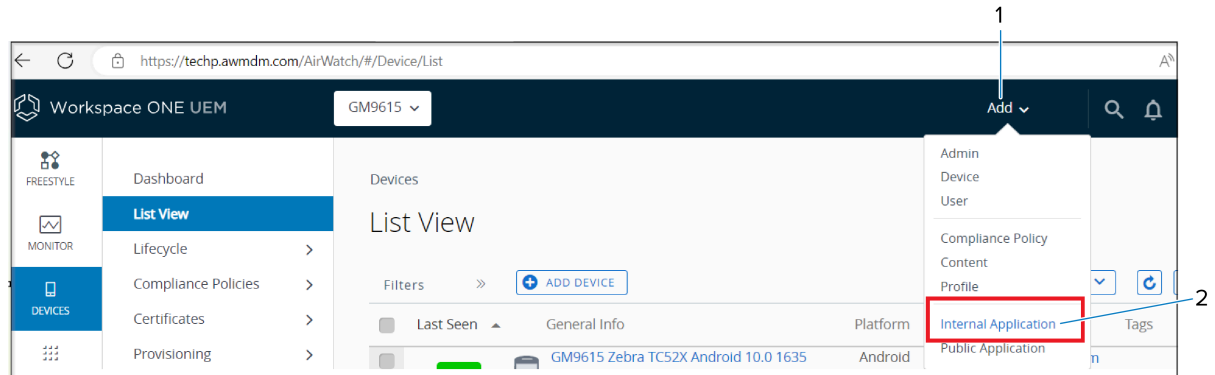 1
https://techp.awmdm.com/AirWatch/#/Device/List
Workspace ONE UEM
GM9615
Add
FREESTYLE
MONITOR
DEVICES
Dashboard
List View
Lifecycle
Compliance Policies
Certificates
Provisioning
Devices
List View
Filters
ADD DEVICE
Last Seen
General Info
Platform
Tags
GM9615 Zebra TC52X Android 10.0 1635
Android
Admin
Device
User
Compliance Policy
Content
Profile
Internal Application
Public Application
2